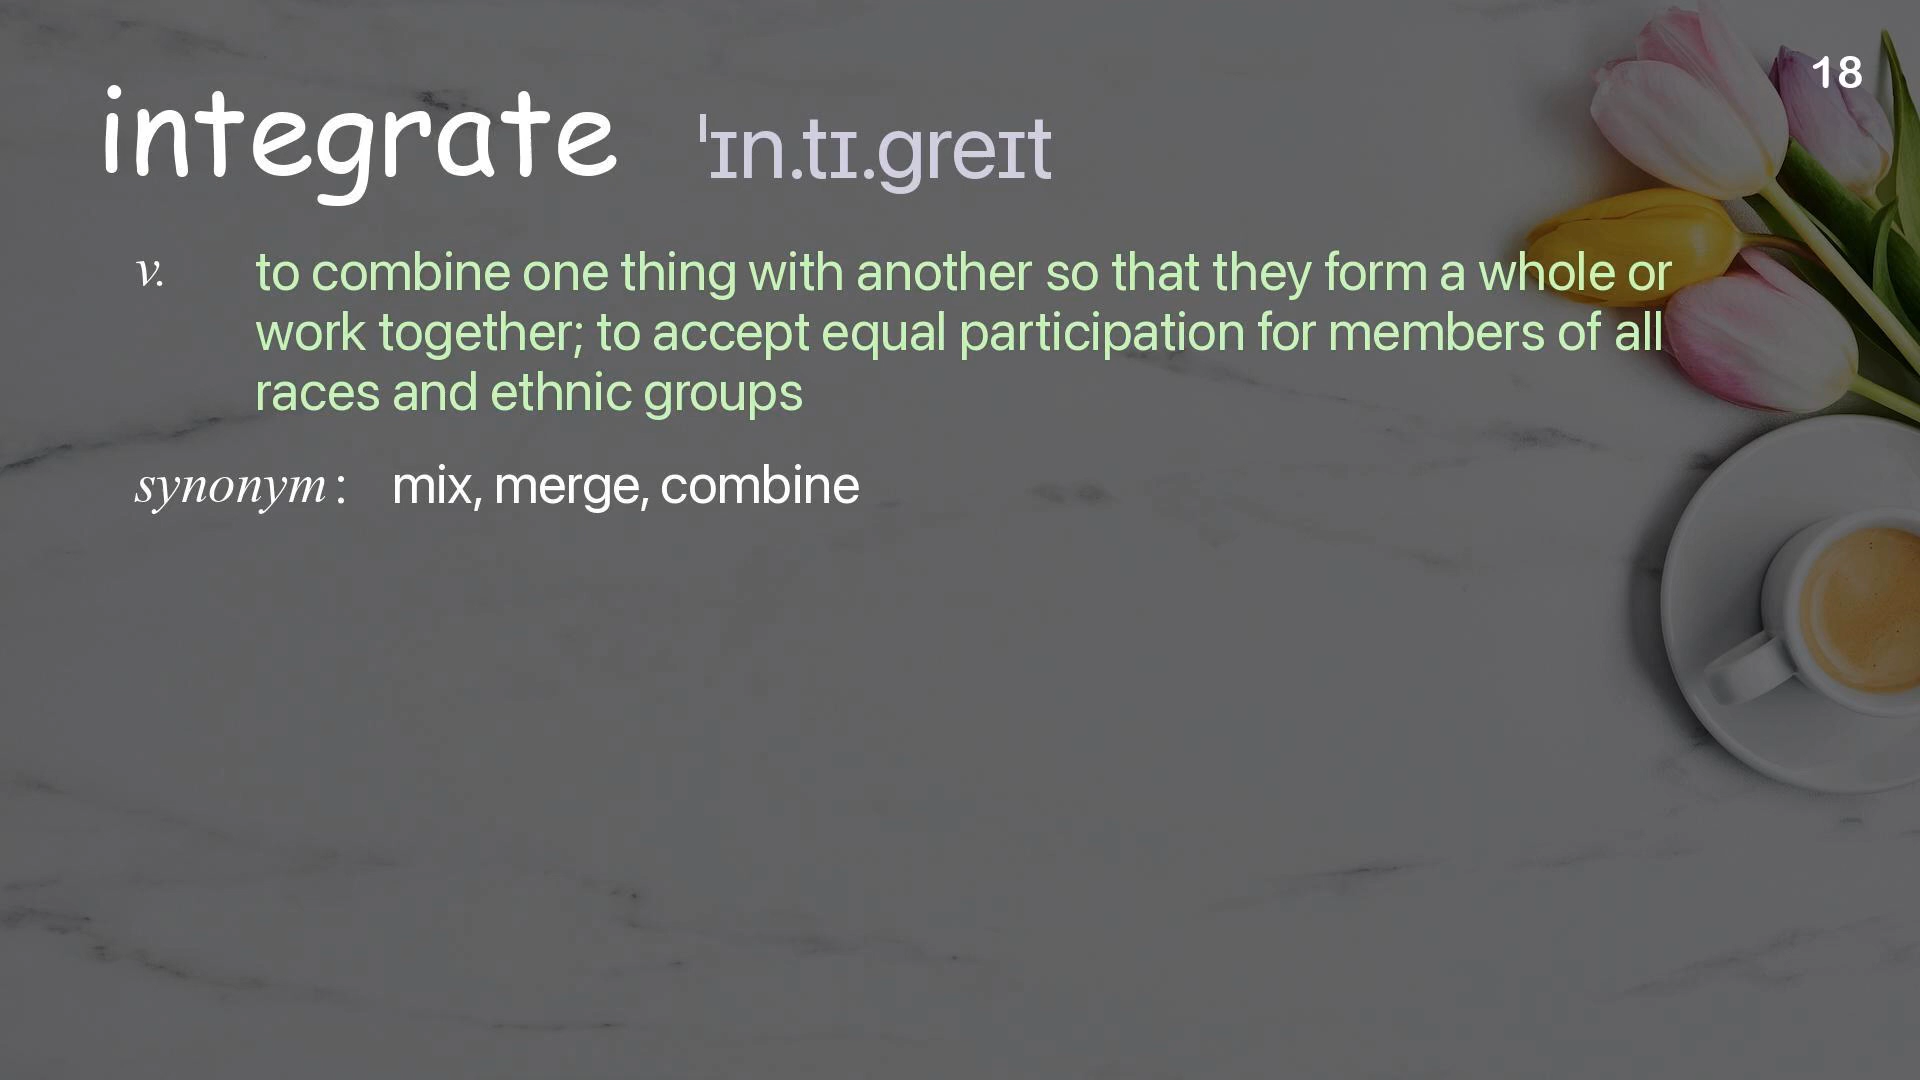 18
integrate ˈɪn.tɪ.greɪt
v. to combine one thing with another so that they form a whole or
work together; to accept equal participation for members of all
races and ethnic groups
synonym : mix, merge, combine